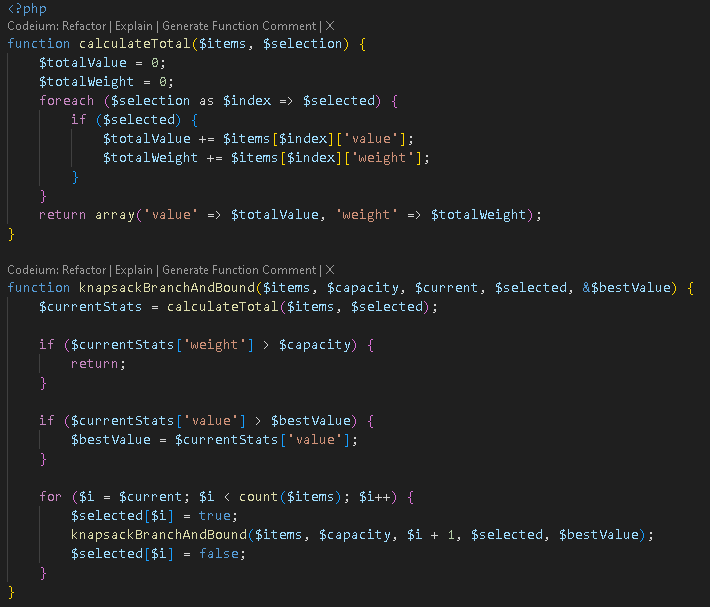 <?php
Codeium: Refactor | Explain | Generate Function Comment | X
function calculateTotal($items, $selection) {
    $totalValue = 0;
    $totalWeight = 0;
    foreach ($selection as $index => $selected) {
        if ($selected) {
            $totalValue += $items[$index]['value'];
            $totalWeight += $items[$index]['weight'];
        }
    }
    return array('value' => $totalValue, 'weight' => $totalWeight);
}
Codeium: Refactor | Explain | Generate Function Comment | X
function knapsackBranchAndBound($items, $capacity, $current, $selected, &$bestValue) {
    $currentStats = calculateTotal($items, $selected);
    if ($currentStats['weight'] > $capacity) {
        return;
    }
    if ($currentStats['value'] > $bestValue) {
        $bestValue = $currentStats['value'];
    }
    for ($i = $current; $i < count($items); $i++) {
        $selected[$i] = true;
        knapsackBranchAndBound($items, $capacity, $i + 1, $selected, $bestValue);
        $selected[$i] = false;
    }
}